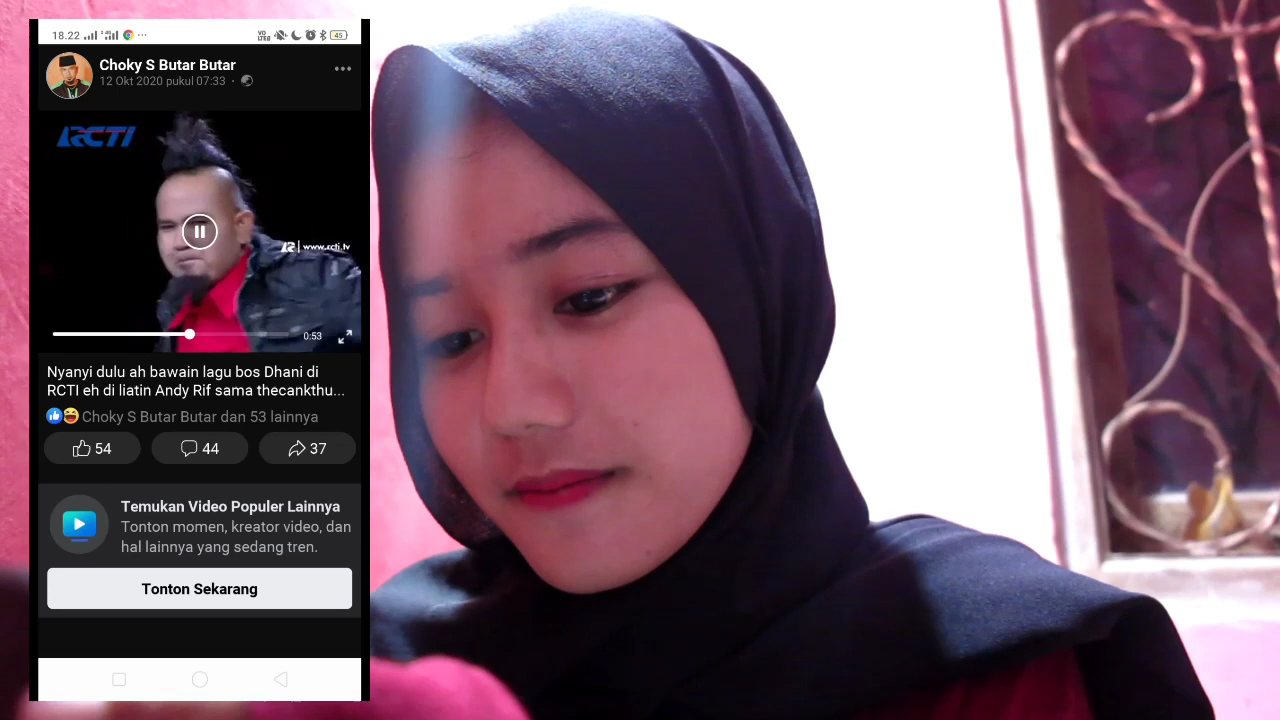 18.22
VO
LTE
45
Choky S Butar Butar
12 Okt 2020 pukul 07:33 ·
RCTI
www.rcti.tv
0:53
Nyanyi dulu ah bawain lagu bos Dhani di
RCTI eh di liatin Andy Rif sama thecankthu...
Choky S Butar Butar dan 53 lainnya
54
44
37
Temukan Video Populer Lainnya
Tonton momen, kreator video, dan
hal lainnya yang sedang tren.
Tonton Sekarang